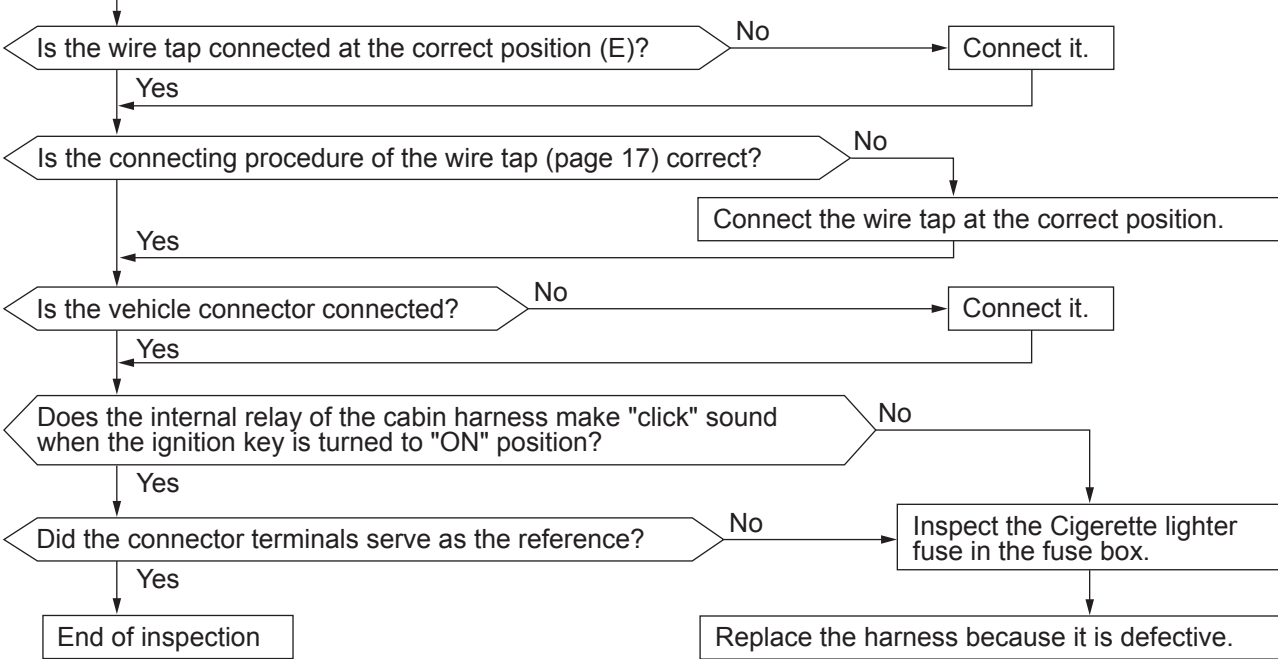 Is the wire tap connected at the correct position (E)?
No
Connect it.
Yes
Is the connecting procedure of the wire tap (page 17) correct?
No
Connect the wire tap at the correct position.
Yes
Is the vehicle connector connected?
No
Connect it.
Yes
Does the internal relay of the cabin harness make "click" sound
when the ignition key is turned to "ON" position?
No
Yes
Did the connector terminals serve as the reference?
No
Inspect the Cigerette lighter
fuse in the fuse box.
Yes
End of inspection
Replace the harness because it is defective.